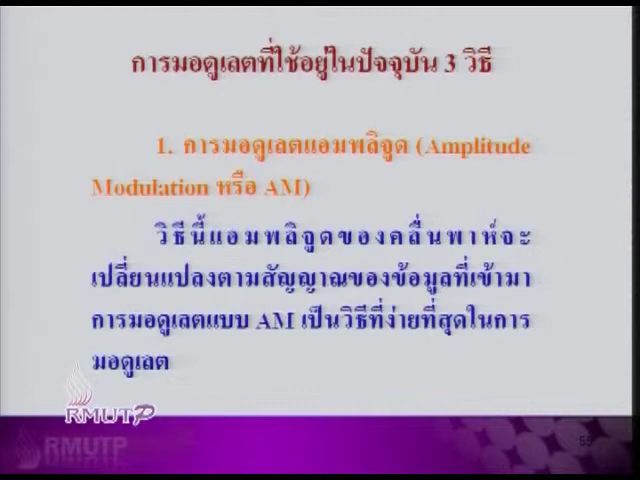 การมอดูเลตที่ใช้อยู่ในปัจจุบัน 3 วิธี
1. การมอดูเลตแอมพลิจูด (Amplitude
Modulation หรือ AM)
วิธีนี้แอมพลิจูดของคลื่นพาห์จะ
เปลี่ยนแปลงตามสัญญาณของข้อมูลที่เข้ามา
การมอดูเลตแบบ AM เป็นวิธีที่ง่ายที่สุดในการ
มอดูเลต
RMUTP
RMUTP